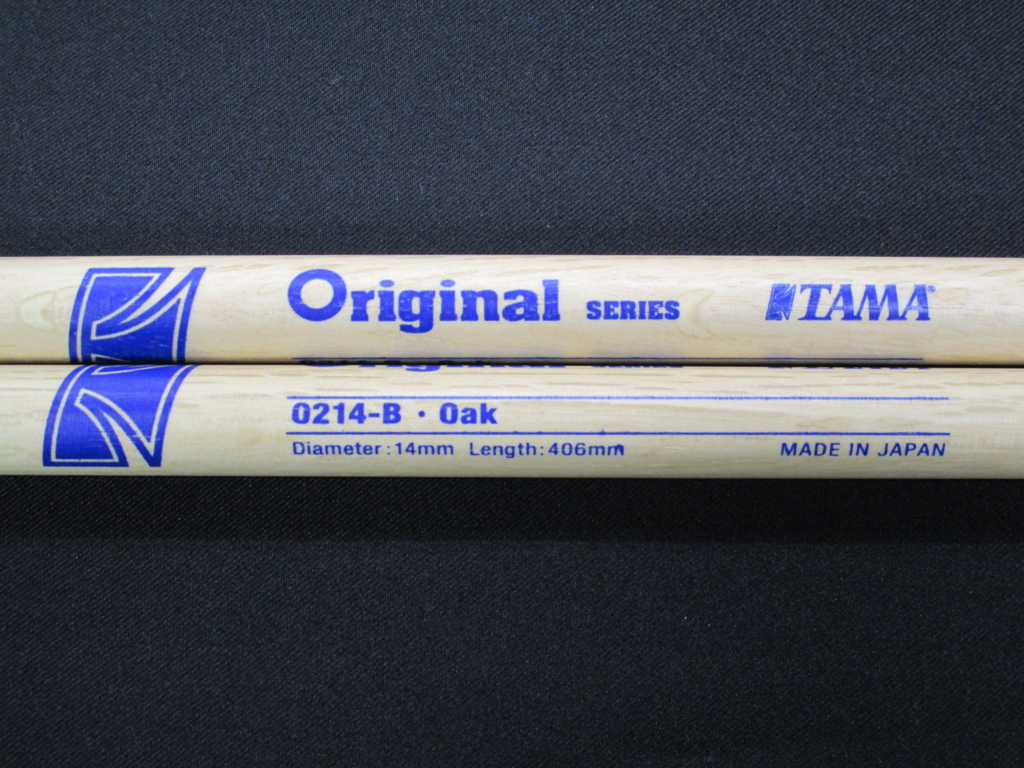 Original SERIES TAMA
0214-B · Oak
Diameter:14mm Length:406mm MADE IN JAPAN